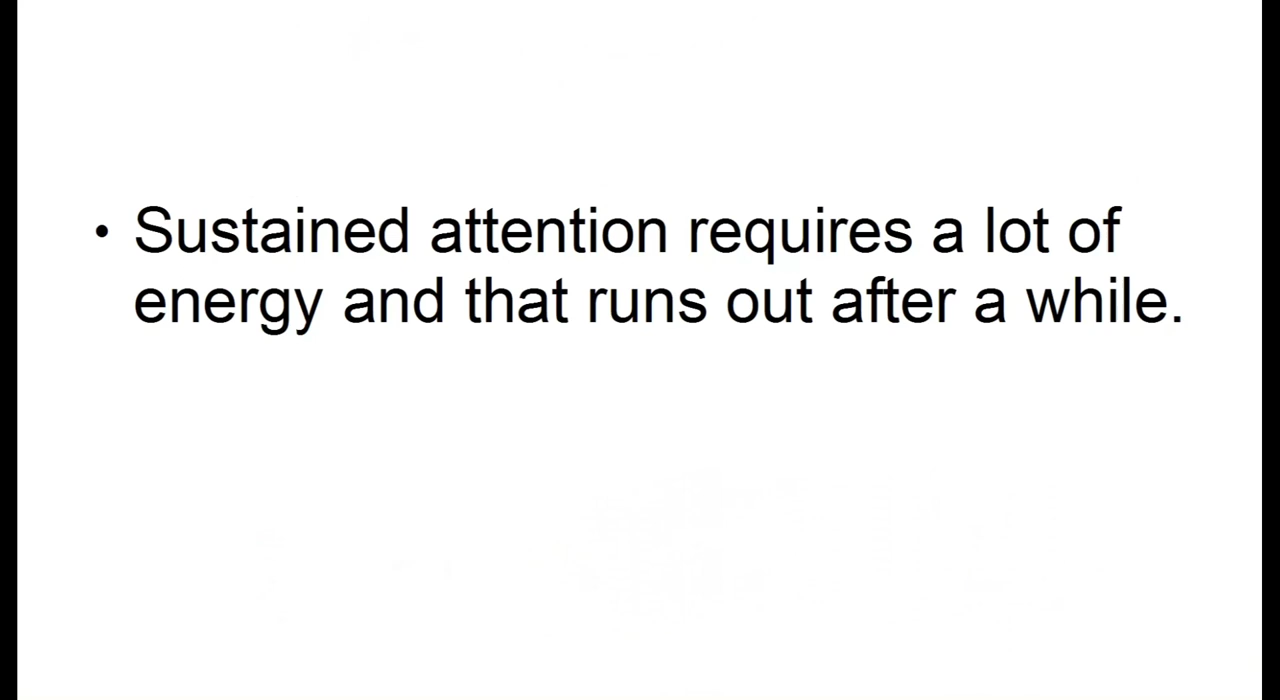 • Sustained attention requires a lot of
energy and that runs out after a while.